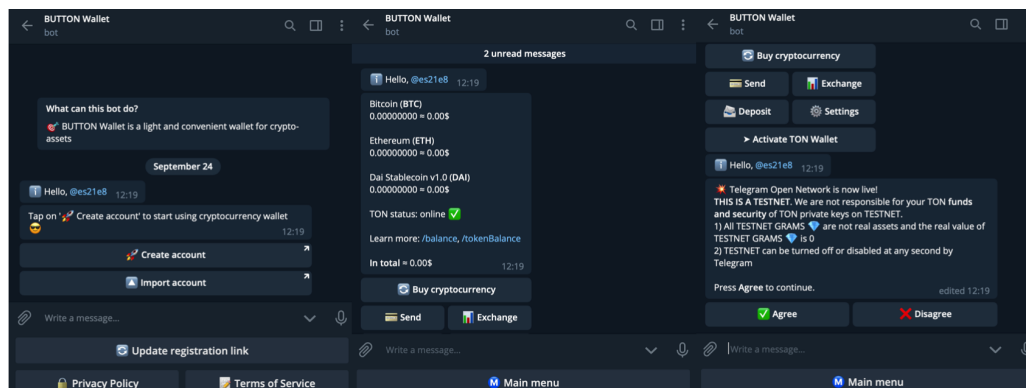 BUTTON Wallet
bot
What can this bot do?
🎯 BUTTON Wallet is a light and convenient wallet for crypto-
assets
September 24
ℹ️ Hello, @es21e8 12:19
Tap on '🚀 Create account' to start using cryptocurrency wallet
😎 12:19
🚀 Create account
⬆️ Import account
Write a message...
🔄 Update registration link
🔒 Privacy Policy
📝 Terms of Service
BUTTON Wallet
bot
2 unread messages
ℹ️ Hello, @es21e8 12:19
Bitcoin (BTC)
0.00000000 ≈ 0.00$
Ethereum (ETH)
0.00000000 ≈ 0.00$
Dai Stablecoin v1.0 (DAI)
0.00000000 ≈ 0.00$
TON status: online ✅
Learn more: /balance, /tokenBalance
In total ≈ 0.00$ 12:19
🔄 Buy cryptocurrency
💳 Send
📊 Exchange
Write a message...
Ⓜ️ Main menu
BUTTON Wallet
bot
🔄 Buy cryptocurrency
💳 Send
📊 Exchange
📥 Deposit
⚙️ Settings
➤ Activate TON Wallet
ℹ️ Hello, @es21e8 12:19
💥 Telegram Open Network is now live!
THIS IS A TESTNET. We are not responsible for your TON funds
and security of TON private keys on TESTNET.
1) All TESTNET GRAMS 💎 are not real assets and the real value of
TESTNET GRAMS 💎 is 0
2) TESTNET can be turned off or disabled at any second by
Telegram
Press Agree to continue.
edited 12:19
✅ Agree
❌ Disagree
Write a message...
Ⓜ️ Main menu